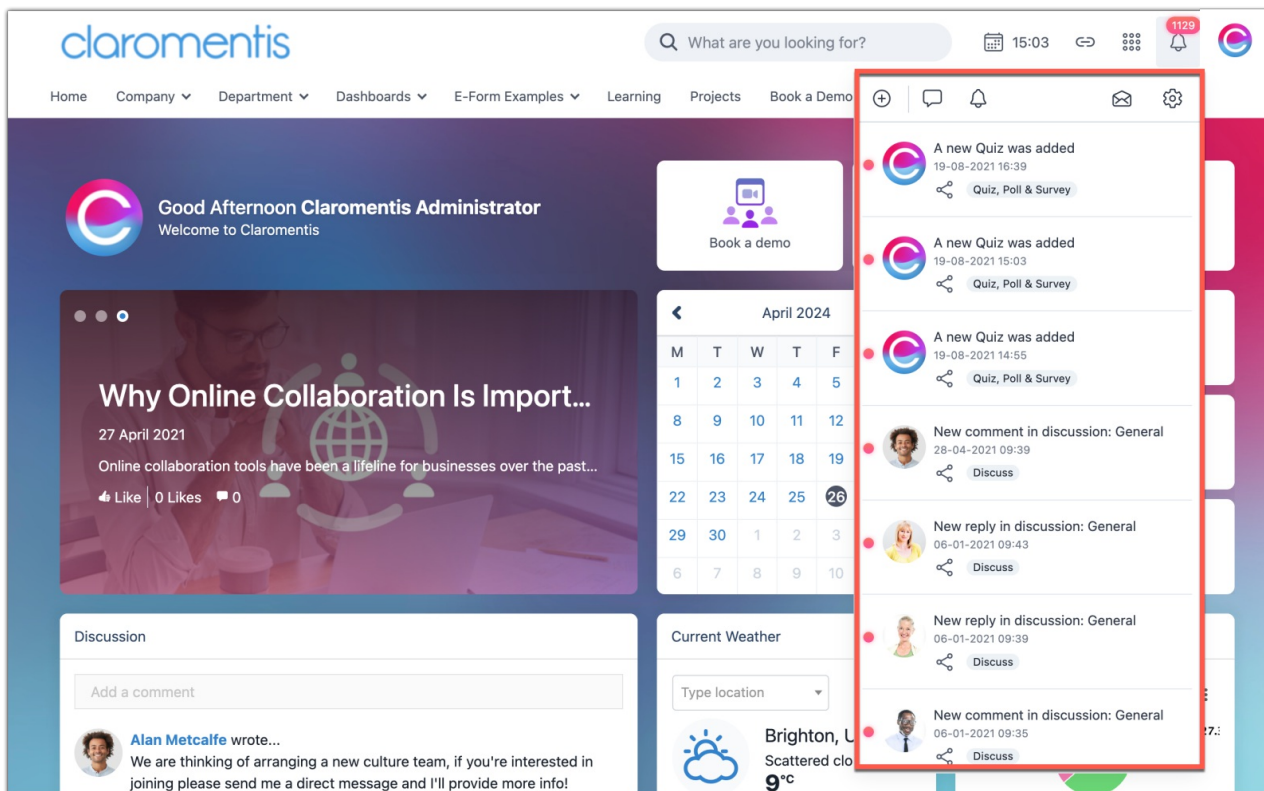 claromentis
What are you looking for?
15:03
1129
Home Company Department Dashboards E-Form Examples Learning Projects Book a Demo
Good Afternoon Claromentis Administrator
Welcome to Claromentis
Book a demo
Why Online Collaboration Is Import...
27 April 2021
Online collaboration tools have been a lifeline for businesses over the past...
Like 0 Likes 0
April 2024
M T W T F
1 2 3 4 5
8 9 10 11 12
15 16 17 18 19
22 23 24 25 26
29 30 1 2 3
6 7 8 9 10
A new Quiz was added
19-08-2021 16:39
Quiz, Poll & Survey
A new Quiz was added
19-08-2021 15:03
Quiz, Poll & Survey
A new Quiz was added
19-08-2021 14:55
Quiz, Poll & Survey
New comment in discussion: General
28-04-2021 09:39
Discuss
New reply in discussion: General
06-01-2021 09:43
Discuss
New reply in discussion: General
06-01-2021 09:39
Discuss
New comment in discussion: General
06-01-2021 09:35
Discuss
Discussion
Add a comment
Alan Metcalfe wrote...
We are thinking of arranging a new culture team, if you're interested in
joining please send me a direct message and I'll provide more info!
Current Weather
Type location
Brighton, U
Scattered clo
9°C